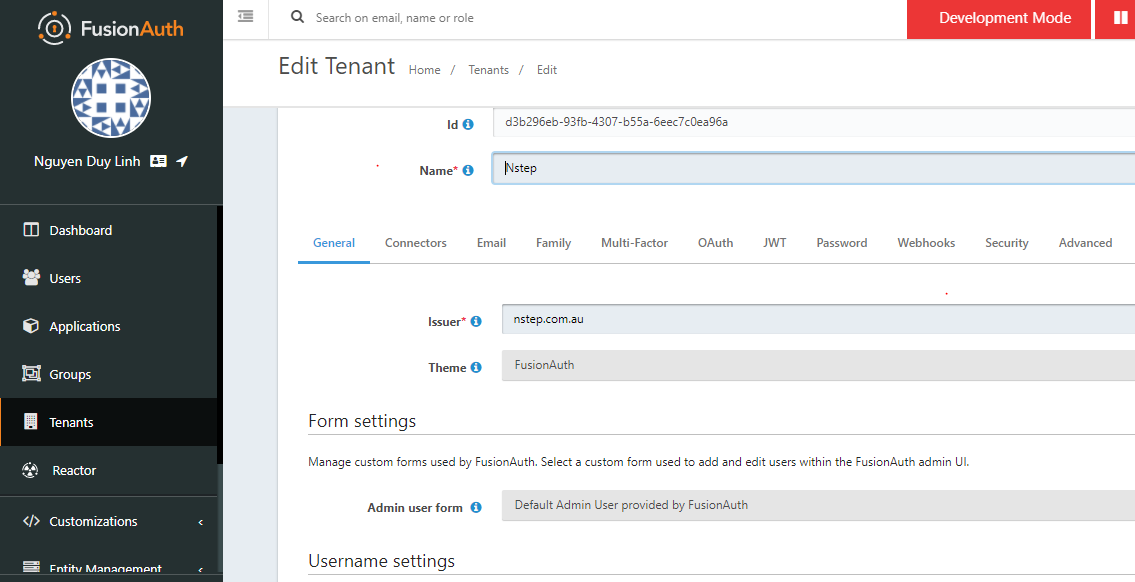 FusionAuth
Search on email, name or role
Development Mode
Nguyen Duy Linh
Dashboard
Users
Applications
Groups
Tenants
Reactor
Customizations
Entity Management
Edit Tenant
Home / Tenants / Edit
Id d3b296eb-93fb-4307-b55a-6eec7c0ea96a
Name* Nstep
General Connectors Email Family Multi-Factor OAuth JWT Password Webhooks Security Advanced
Issuer* nstep.com.au
Theme FusionAuth
Form settings
Manage custom forms used by FusionAuth. Select a custom form used to add and edit users within the FusionAuth admin UI.
Admin user form Default Admin User provided by FusionAuth
Username settings